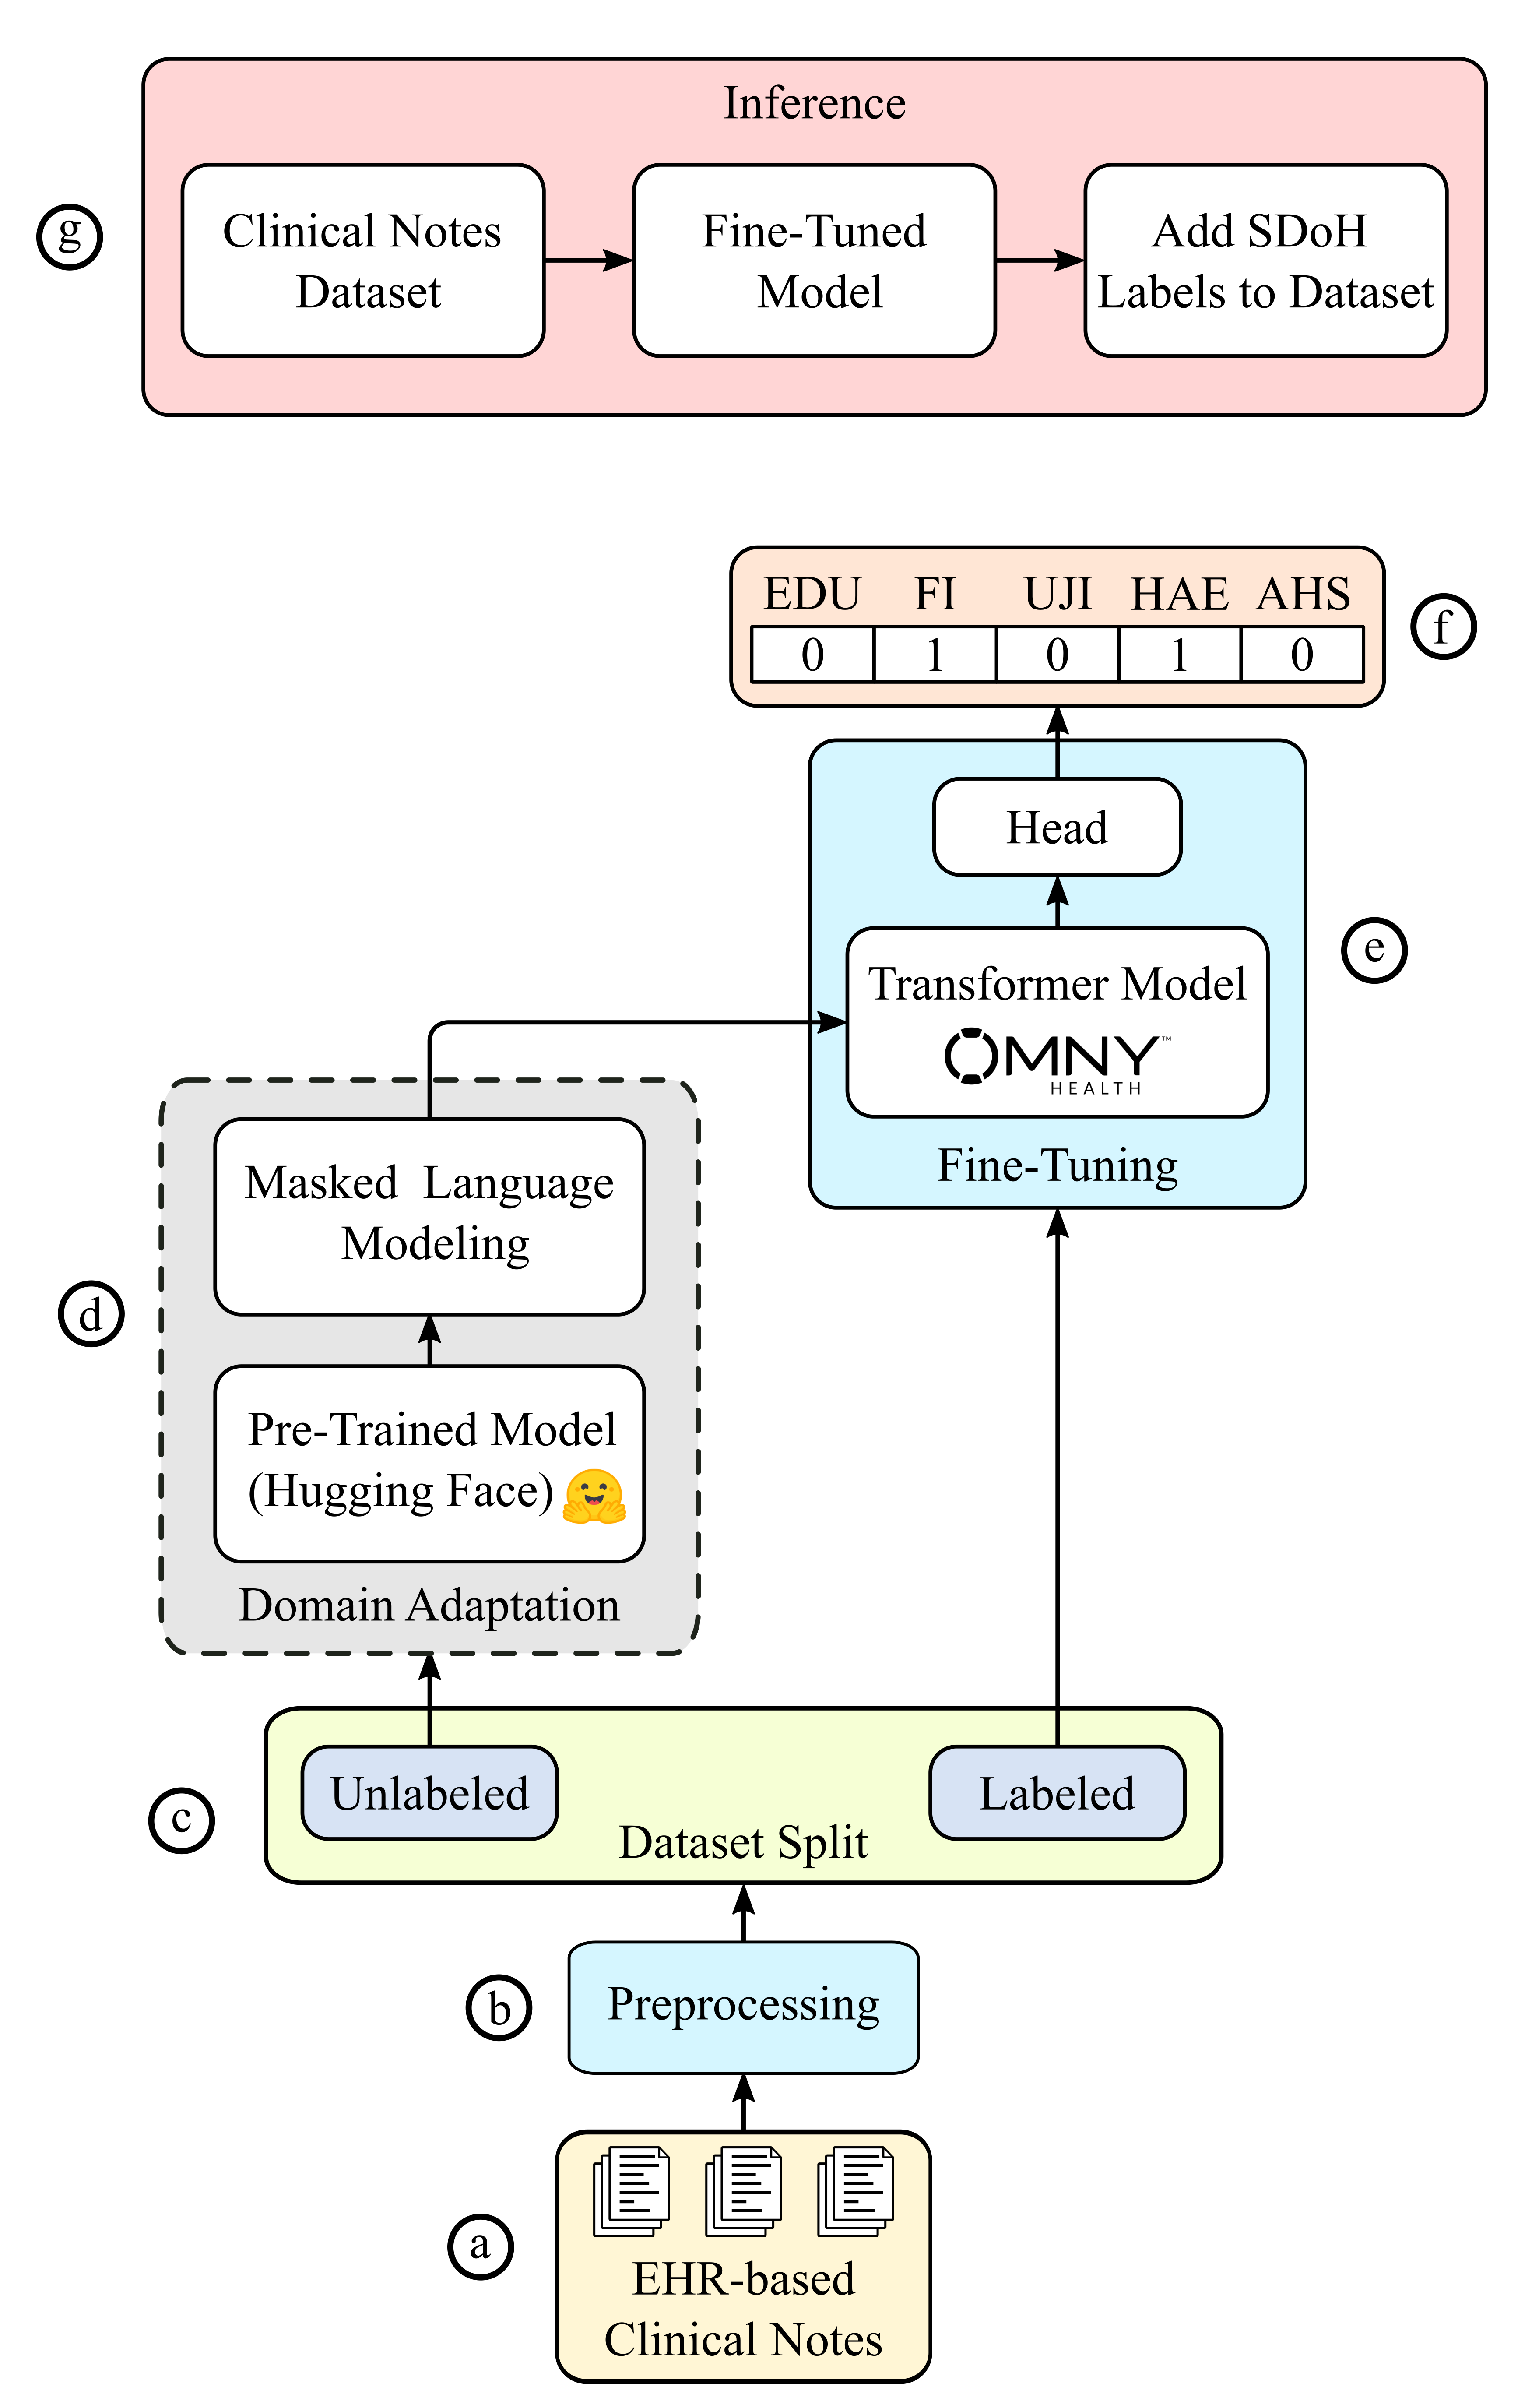 Inference
g
Clinical Notes
Dataset
Fine-Tuned
Model
Add SDoH
Labels to Dataset
EDU FI UJI HAE AHS
0 1 0 1 0
f
Head
e
Transformer Model
OMNY™
HEALTH
Fine-Tuning
d
Masked Language
Modeling
Pre-Trained Model
(Hugging Face)
Domain Adaptation
c
Unlabeled
Labeled
Dataset Split
b
Preprocessing
a
EHR-based
Clinical Notes